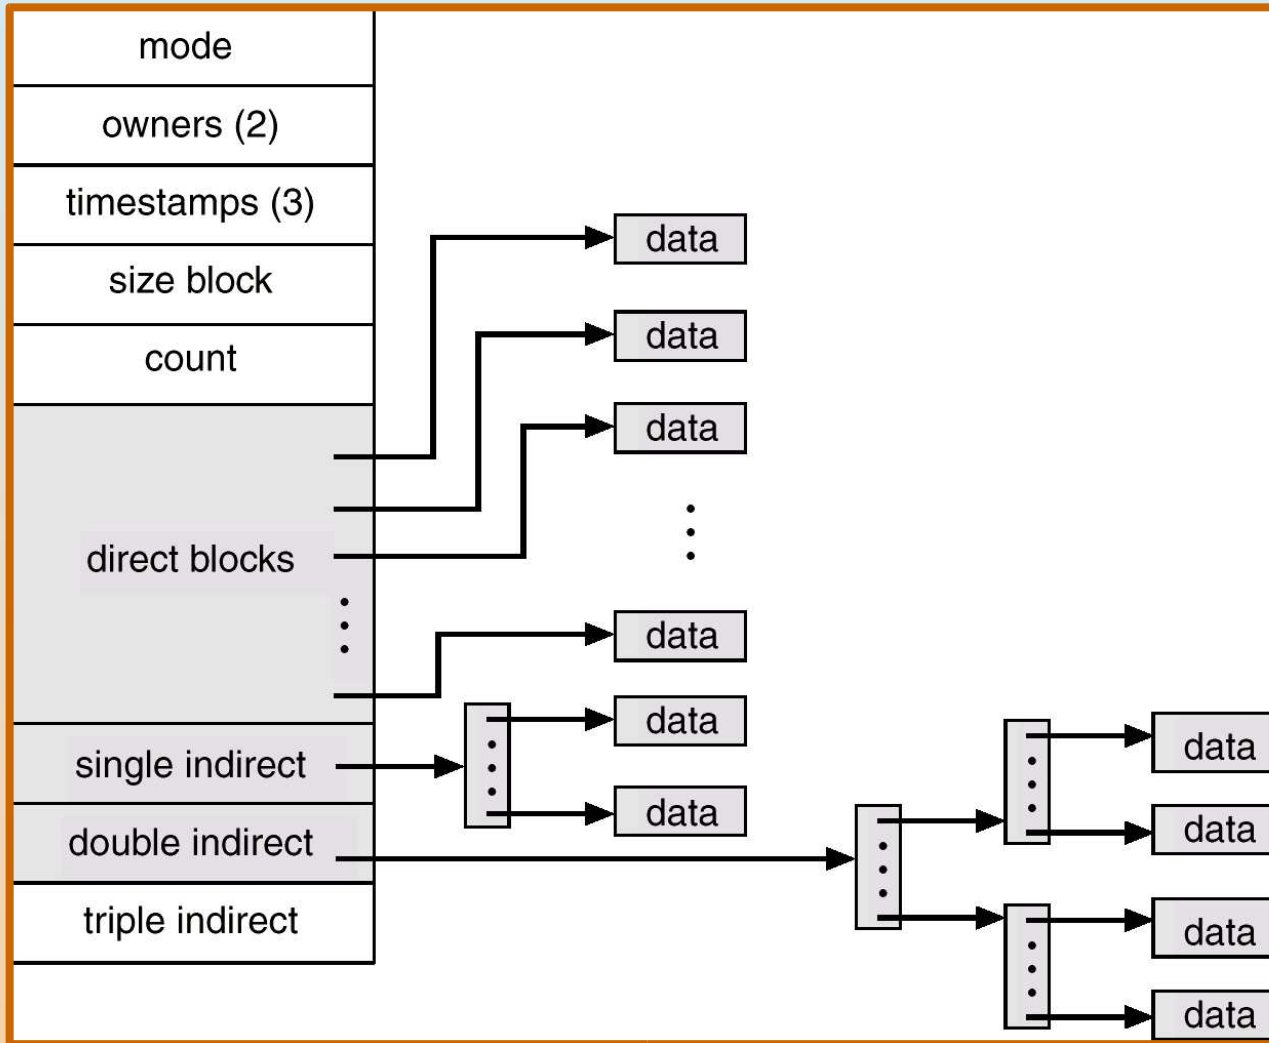 mode
owners (2)
timestamps (3)
size block
count
direct blocks
single indirect
double indirect
triple indirect
data
data
data
data
data
data
data
data
data
data